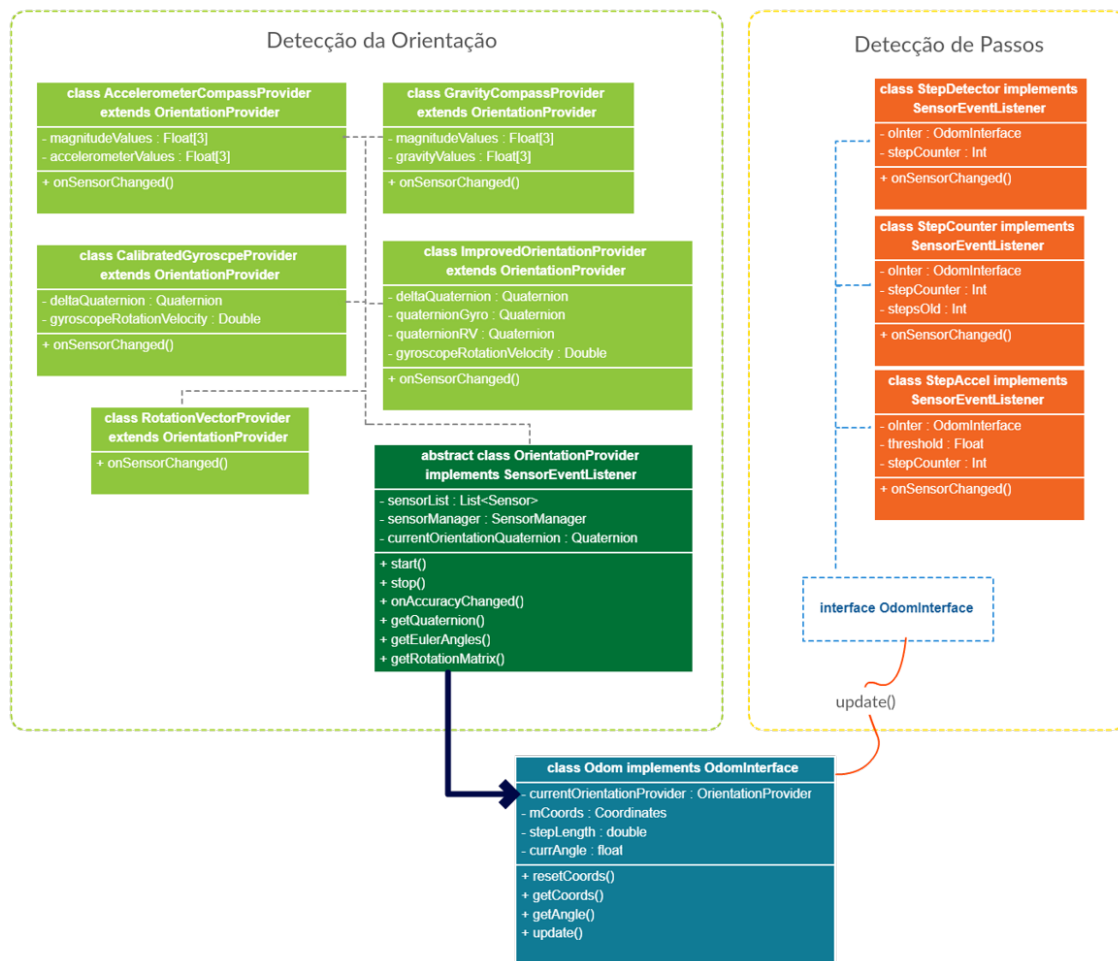 Detecção da Orientação
class AccelerometerCompassProvider
extends OrientationProvider
- magnitudeValues : Float[3]
- accelerometerValues : Float[3]
+ onSensorChanged()
class GravityCompassProvider
extends OrientationProvider
- magnitudeValues : Float[3]
- gravityValues : Float[3]
+ onSensorChanged()
class CalibratedGyroscpeProvider
extends OrientationProvider
- deltaQuaternion : Quaternion
- gyroscopeRotationVelocity : Double
+ onSensorChanged()
class ImprovedOrientationProvider
extends OrientationProvider
- deltaQuaternion : Quaternion
- quaternionGyro : Quaternion
- quaternionRV : Quaternion
- gyroscopeRotationVelocity : Double
+ onSensorChanged()
class RotationVectorProvider
extends OrientationProvider
+ onSensorChanged()
abstract class OrientationProvider
implements SensorEventListener
- sensorList : List<Sensor>
- sensorManager : SensorManager
- currentOrientationQuaternion : Quaternion
+ start()
+ stop()
+ onAccuracyChanged()
+ getQuaternion()
+ getEulerAngles()
+ getRotationMatrix()
Detecção de Passos
class StepDetector implements
SensorEventListener
- oInter : OdomInterface
- stepCounter : Int
+ onSensorChanged()
class StepCounter implements
SensorEventListener
- oInter : OdomInterface
- stepCounter : Int
- stepsOld : Int
+ onSensorChanged()
class StepAccel implements
SensorEventListener
- oInter : OdomInterface
- threshold : Float
- stepCounter : Int
+ onSensorChanged()
interface OdomInterface
update()
class Odom implements OdomInterface
- currentOrientationProvider : OrientationProvider
- mCoords : Coordinates
- stepLength : double
- currAngle : float
+ resetCoords()
+ getCoords()
+ getAngle()
+ update()